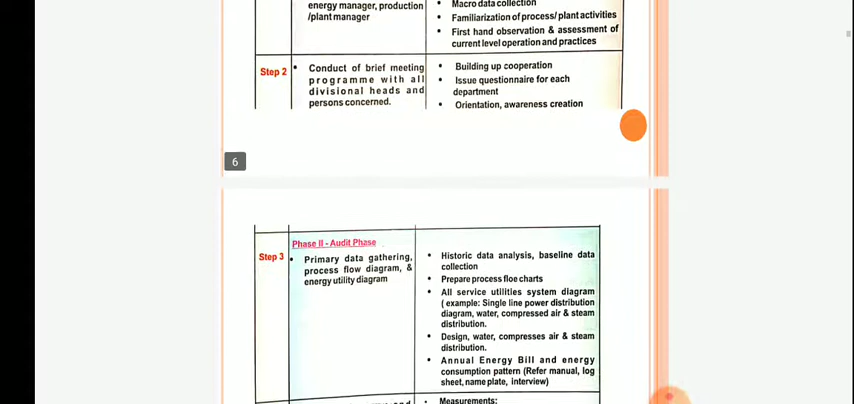 energy manager, production
/plant manager
• Macro data collection
• Familiarization of process/ plant activities
• First hand observation & assessment of
current level operation and practices
Step 2
• Conduct of brief meeting
programme with all
divisional heads and
persons concerned.
• Building up cooperation
• Issue questionnaire for each
department
• Orientation, awareness creation
6
Phase II - Audit Phase
Step 3
• Primary data gathering,
process flow diagram, &
energy utility diagram
• Historic data analysis, baseline data
collection
• Prepare process floe charts
• All service utilities system diagram
( example: Single line power distribution
diagram, water, compressed air & steam
distribution.
• Design, water, compresses air & steam
distribution.
• Annual Energy Bill and energy
consumption pattern (Refer manual, log
sheet, name plate, interview)
• Measurements: